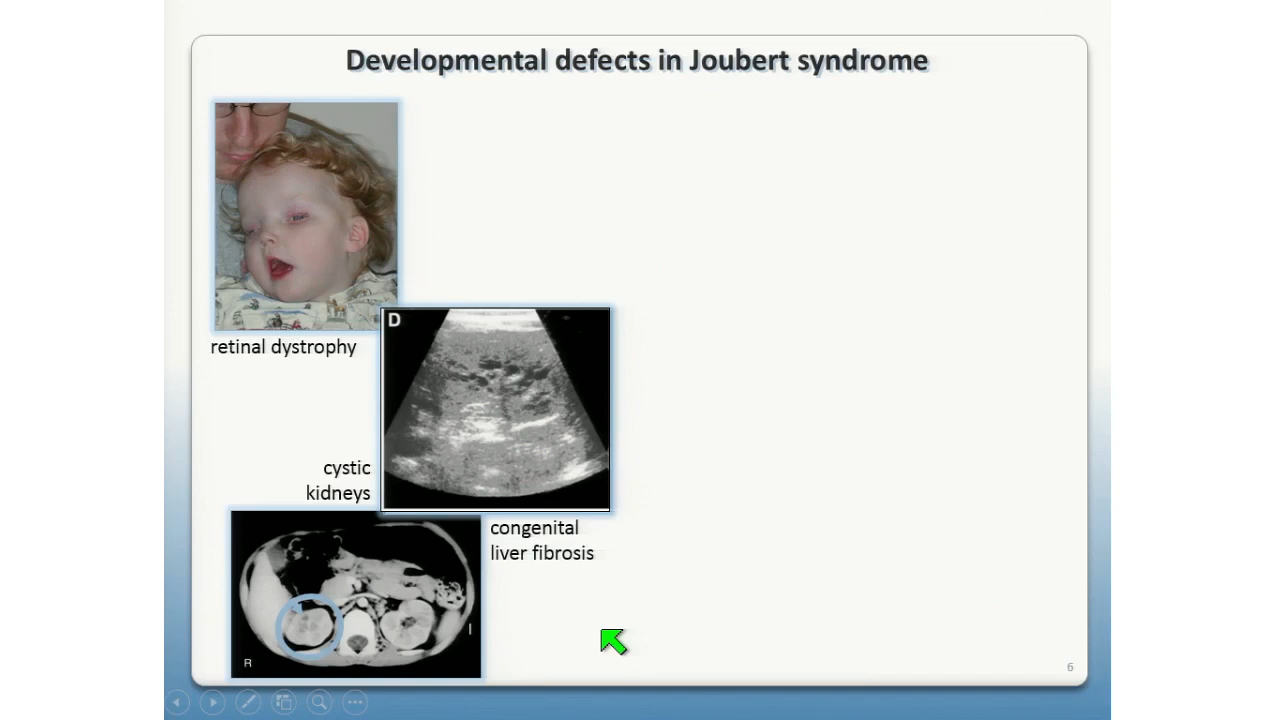 Developmental defects in Joubert syndrome
D
retinal dystrophy
cystic
kidneys
congenital
liver fibrosis
R
6